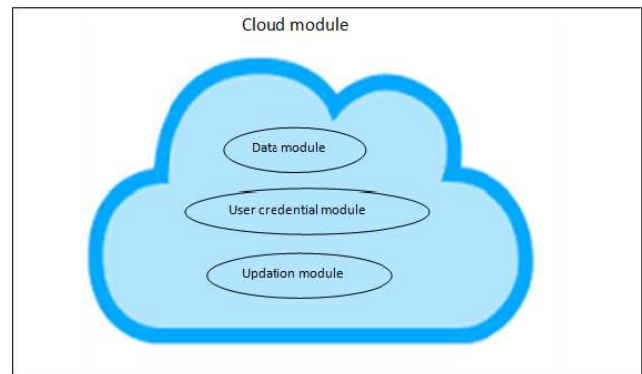 Cloud module
Data module
User credential module
Updation module